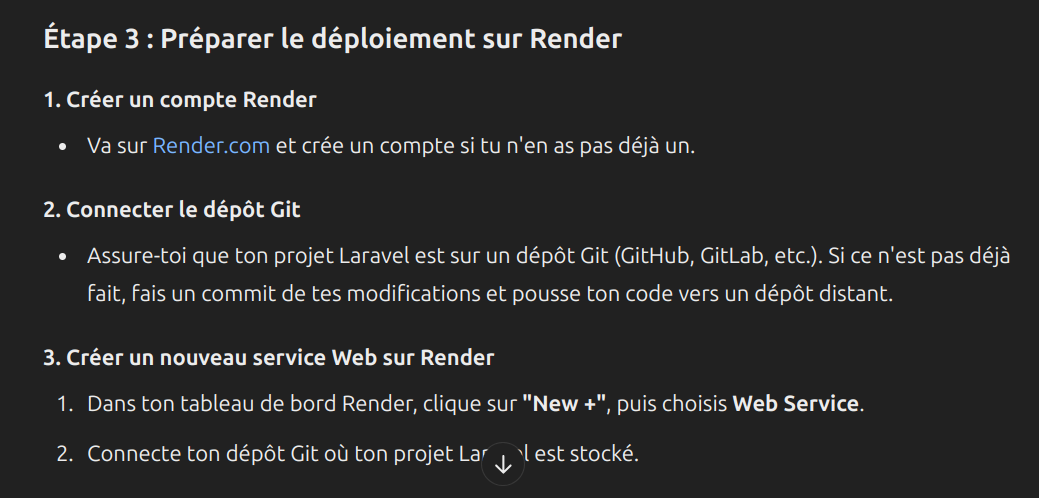 Étape 3 : Préparer le déploiement sur Render
1. Créer un compte Render
• Va sur Render.com et crée un compte si tu n'en as pas déjà un.
2. Connecter le dépôt Git
• Assure-toi que ton projet Laravel est sur un dépôt Git (GitHub, GitLab, etc.). Si ce n'est pas déjà
fait, fais un commit de tes modifications et pousse ton code vers un dépôt distant.
3. Créer un nouveau service Web sur Render
1. Dans ton tableau de bord Render, clique sur "New +", puis choisis Web Service.
2. Connecte ton dépôt Git où ton projet Laravel est stocké.